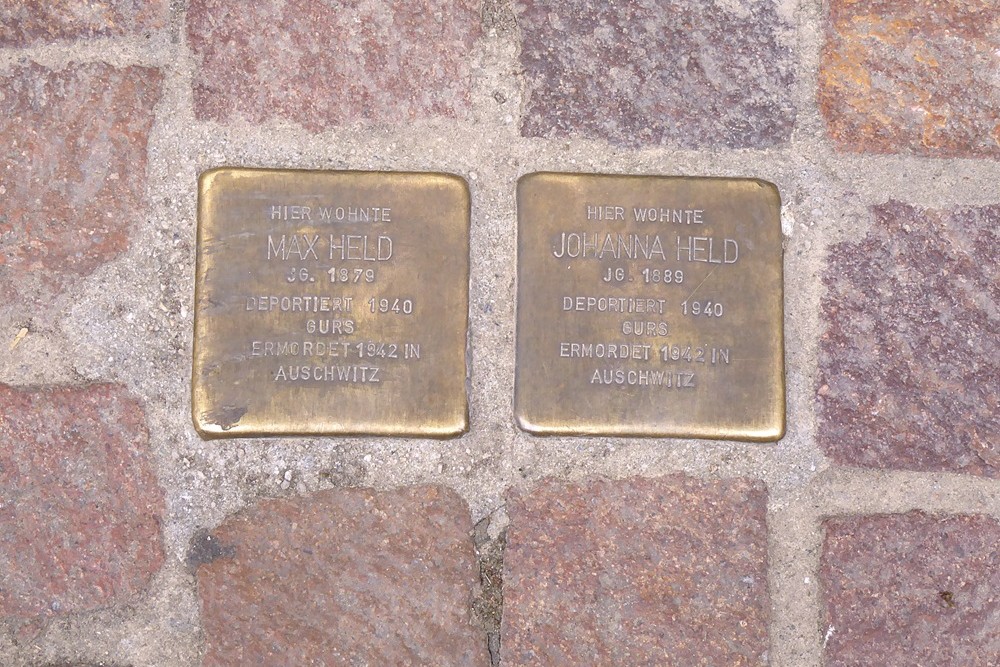 HIER WOHNTE
MAX HELD
JG. 1879
DEPORTIERT 1940
GURS
ERMORDET 1942 IN
AUSCHWITZ
HIER WOHNTE
JOHANNA HELD
JG. 1889
DEPORTIERT 1940
GURS
ERMORDET 1942 IN
AUSCHWITZ